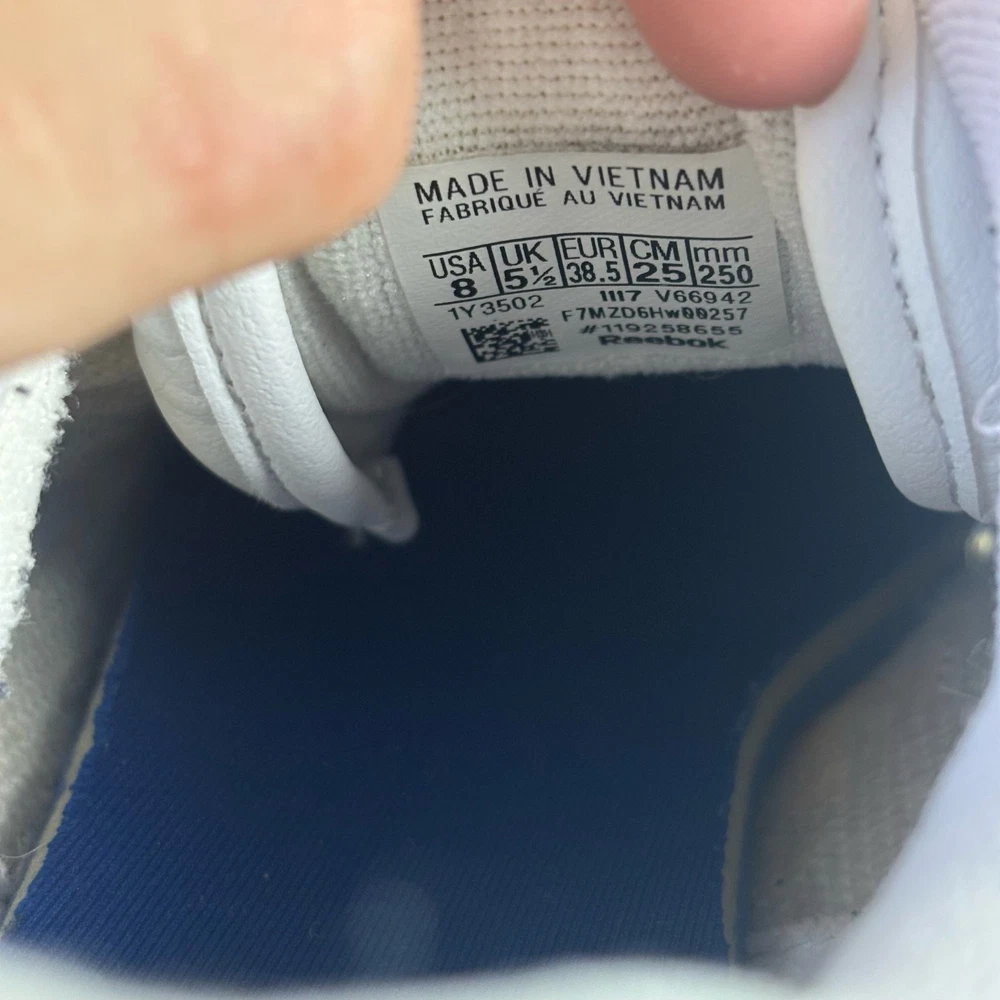 MADE IN VIETNAM
FABRIQUÉ AU VIETNAM
USA UK EUR CM mm
8 5½ 38.5 25 250
1Y3502 III7 V66942
F7MZD6HW00257
#119258655
Reebok